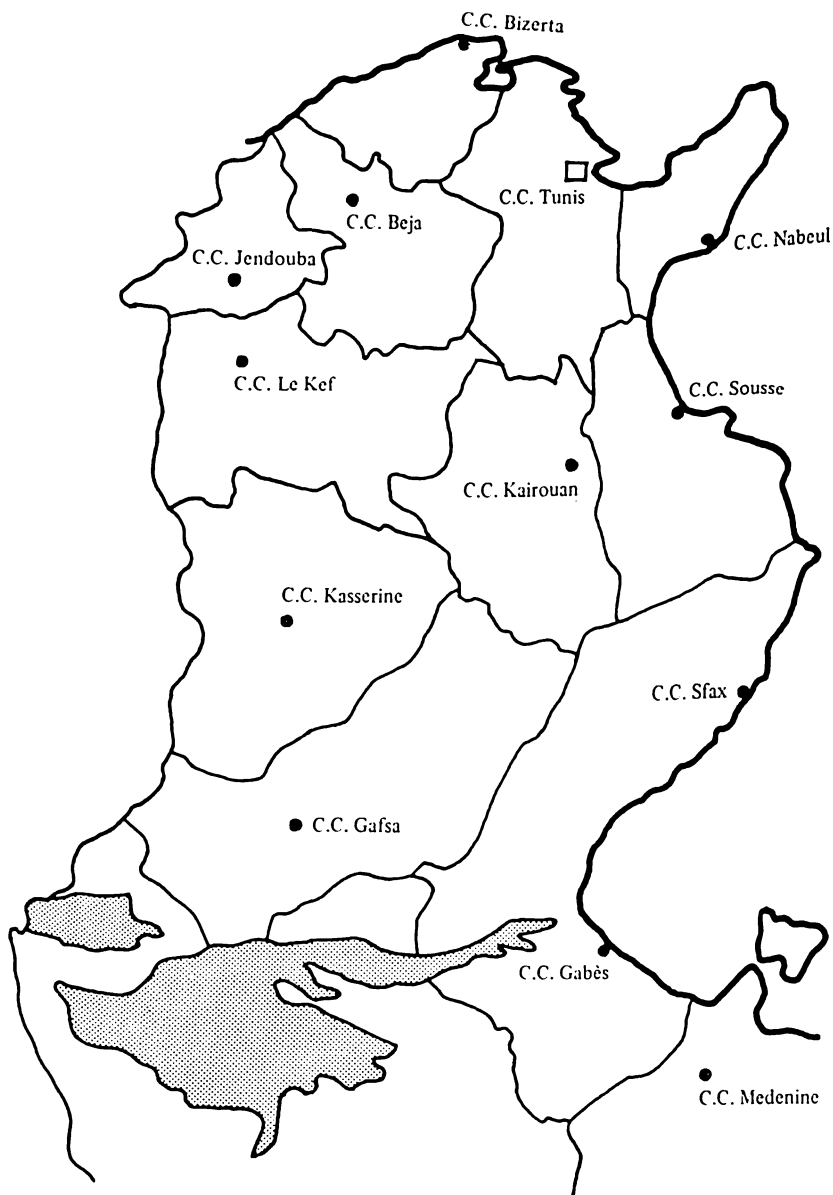 C.C. Bizerta
C.C. Tunis
C.C. Beja
C.C. Nabeul
C.C. Jendouba
C.C. Le Kef
C.C. Sousse
C.C. Kairouan
C.C. Kasserine
C.C. Sfax
C.C. Gafsa
C.C. Gabès
C.C. Medenine